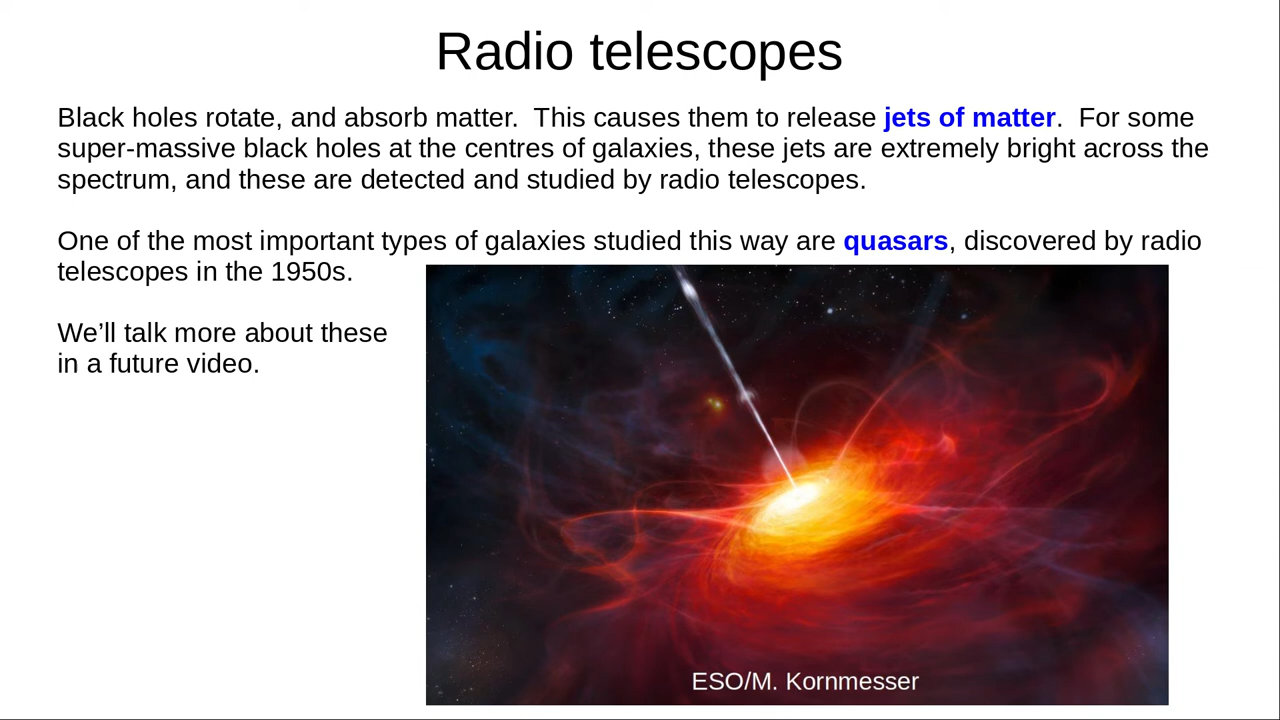 Radio telescopes
Black holes rotate, and absorb matter.  This causes them to release jets of matter.  For some
super-massive black holes at the centres of galaxies, these jets are extremely bright across the
spectrum, and these are detected and studied by radio telescopes.
One of the most important types of galaxies studied this way are quasars, discovered by radio
telescopes in the 1950s.
We’ll talk more about these
in a future video.
ESO/M. Kornmesser